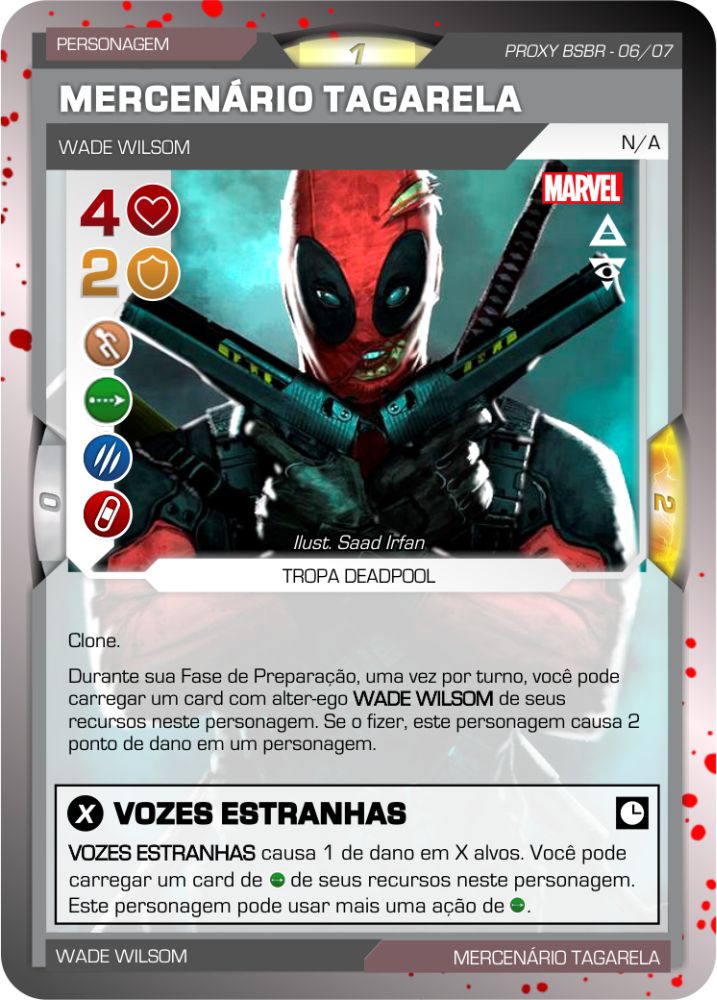 PERSONAGEM
1
PROXY BSBR - 06/07
MERCENÁRIO TAGARELA
WADE WILSOM
N/A
MARVEL
4
2
0
2
Ilust. Saad Irfan
TROPA DEADPOOL
Clone.
Durante sua Fase de Preparação, uma vez por turno, você pode
carregar um card com alter-ego WADE WILSOM de seus
recursos neste personagem. Se o fizer, este personagem causa 2
ponto de dano em um personagem.
X VOZES ESTRANHAS
VOZES ESTRANHAS causa 1 de dano em X alvos. Você pode
carregar um card de de seus recursos neste personagem.
Este personagem pode usar mais uma ação de .
WADE WILSOM
MERCENÁRIO TAGARELA